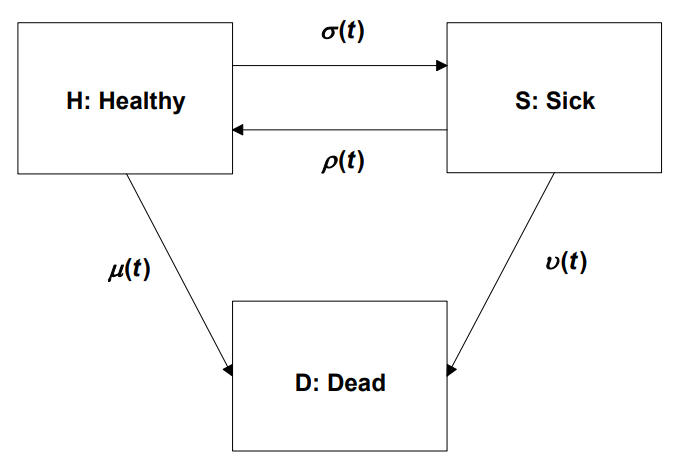 σ(t)
H: Healthy
S: Sick
ρ(t)
μ(t)
υ(t)
D: Dead